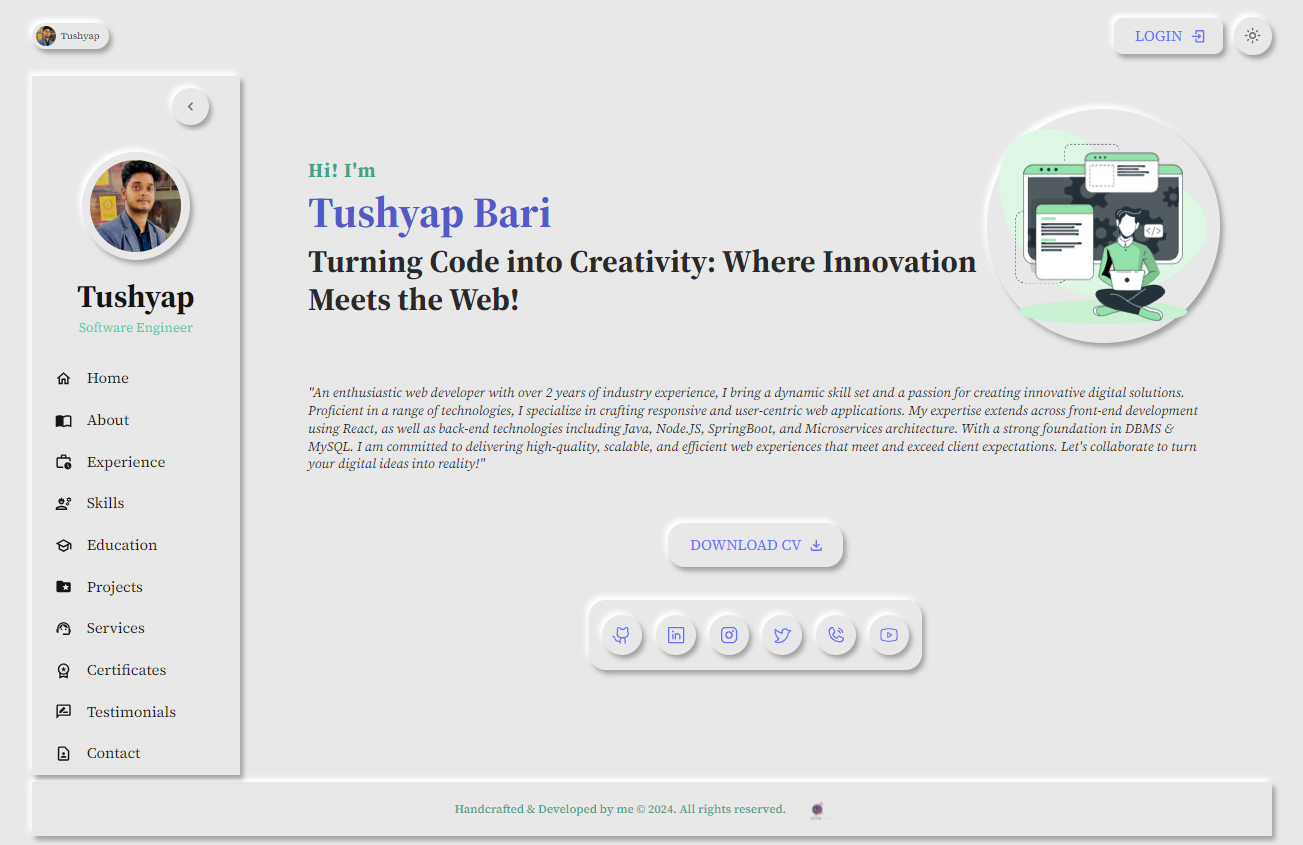 Tushyap
LOGIN
Tushyap
Software Engineer
Home
About
Experience
Skills
Education
Projects
Services
Certificates
Testimonials
Contact
Hi! I'm
Tushyap Bari
Turning Code into Creativity: Where Innovation
Meets the Web!
"An enthusiastic web developer with over 2 years of industry experience, I bring a dynamic skill set and a passion for creating innovative digital solutions.
Proficient in a range of technologies, I specialize in crafting responsive and user-centric web applications. My expertise extends across front-end development
using React, as well as back-end technologies including Java, Node.JS, SpringBoot, and Microservices architecture. With a strong foundation in DBMS &
MySQL. I am committed to delivering high-quality, scalable, and efficient web experiences that meet and exceed client expectations. Let's collaborate to turn
your digital ideas into reality!"
DOWNLOAD CV
Handcrafted & Developed by me © 2024. All rights reserved.